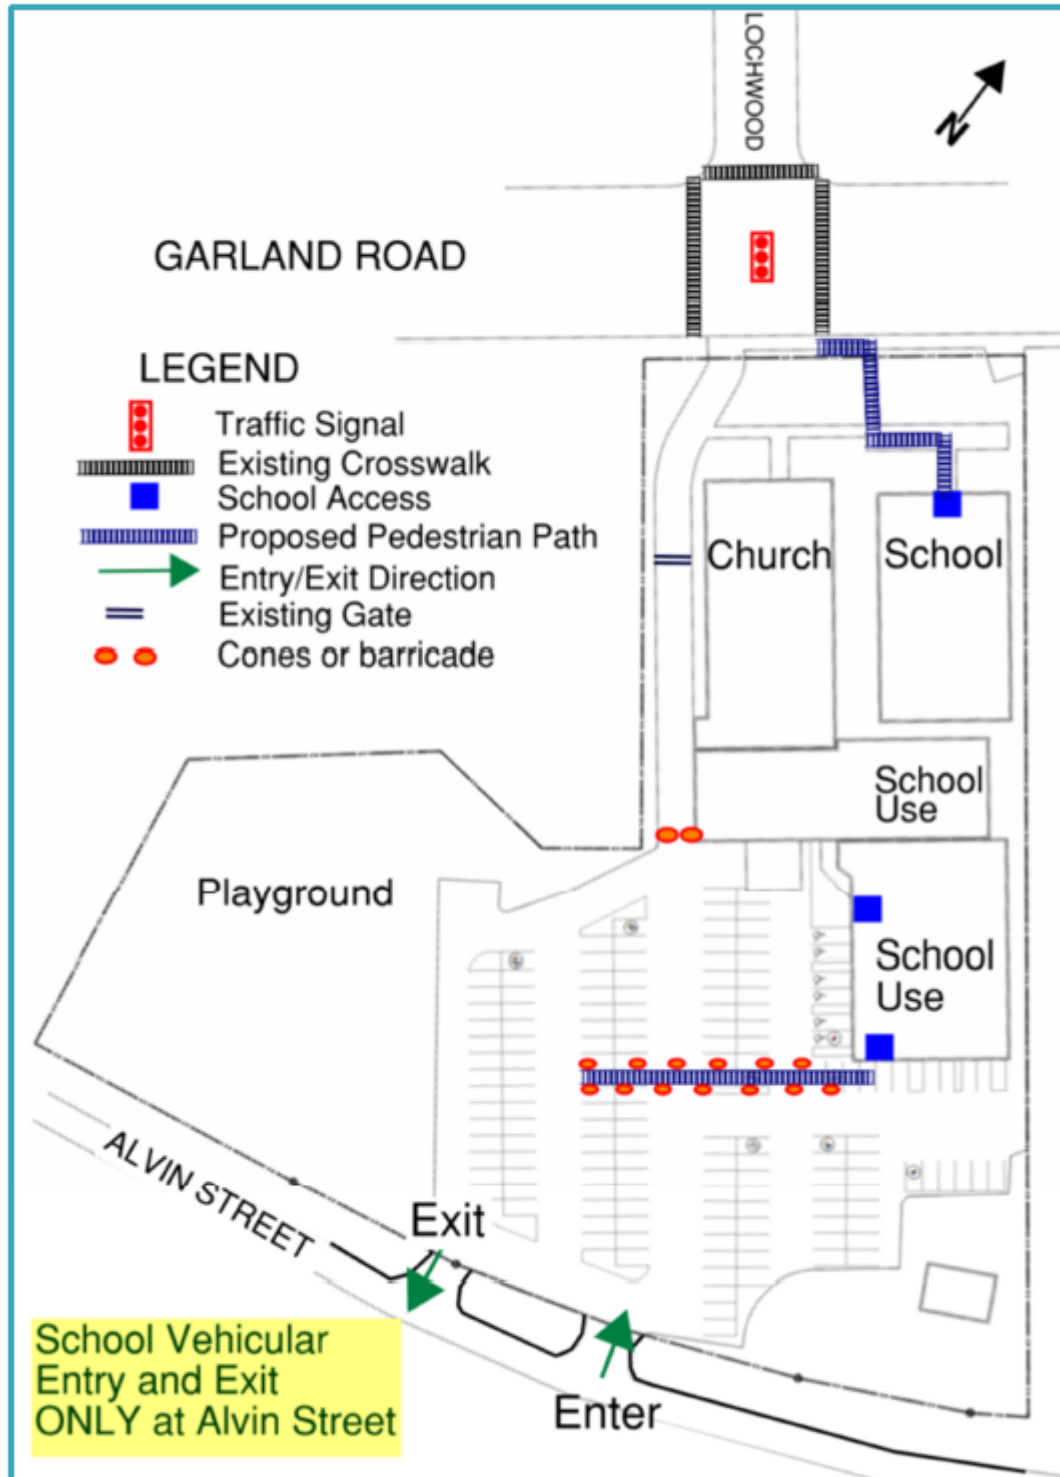 LOCHWOOD
N
GARLAND ROAD
LEGEND
Traffic Signal
Existing Crosswalk
School Access
Proposed Pedestrian Path
Entry/Exit Direction
Existing Gate
Cones or barricade
Church
School
School
Use
Playground
School
Use
ALVIN STREET
Exit
Enter
School Vehicular
Entry and Exit
ONLY at Alvin Street